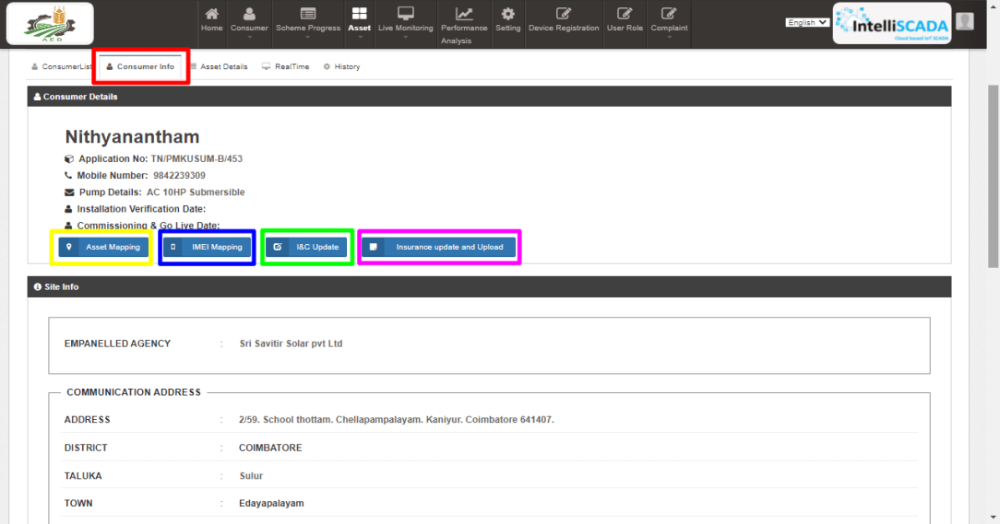 AED
Home
Consumer
Scheme Progress
Asset
Live Monitoring
Performance Analysis
Setting
Device Registration
User Role
Complaint
English
IntelliSCADA
Cloud based IoT SCADA
ConsumerList
Consumer Info
Asset Details
RealTime
History
Consumer Details
Nithyanantham
Application No: TN/PMKUSUM-B/453
Mobile Number: 9842239309
Pump Details: AC 10HP Submersible
Installation Verification Date:
Commissioning & Go Live Date:
Asset Mapping
IMEI Mapping
I&C Update
Insurance update and Upload
Site Info
EMPANELLED AGENCY : Sri Savitir Solar pvt Ltd
COMMUNICATION ADDRESS
ADDRESS : 2/59. School thottam. Chellapampalayam. Kaniyur. Coimbatore 641407.
DISTRICT : COIMBATORE
TALUKA : Sulur
TOWN : Edayapalayam